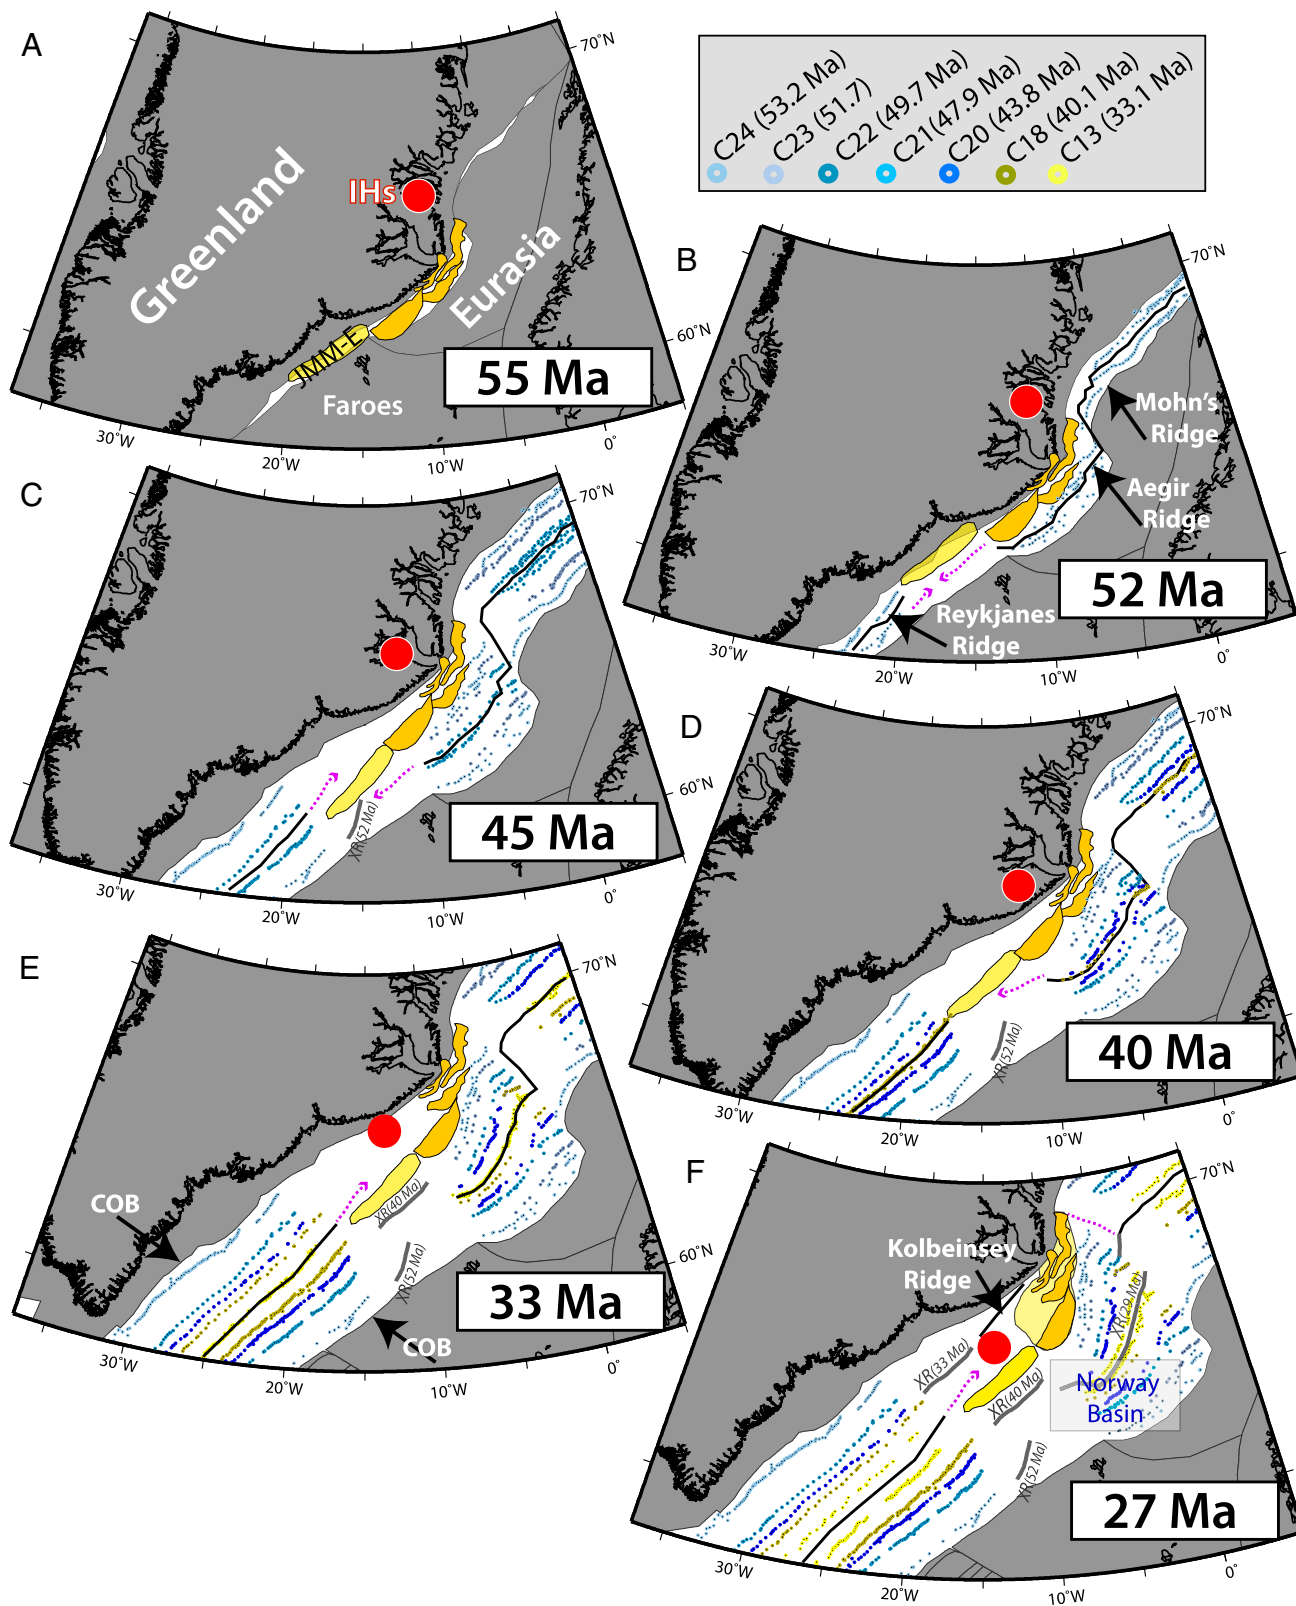 A
70°N
Greenland
IHs
Eurasia
JMM-E
Faroes
55 Ma
60°N
30°W
20°W
10°W
0°
C24 (53.2 Ma)
C23 (51.7)
C22 (49.7 Ma)
C21(47.9 Ma)
C20 (43.8 Ma)
C18 (40.1 Ma)
C13 (33.1 Ma)
B
70°N
Mohn's
Ridge
Aegir
Ridge
52 Ma
Reykjanes
Ridge
30°W
20°W
10°W
0°
C
70°N
XR(52 Ma)
45 Ma
60°N
30°W
20°W
10°W
0°
D
70°N
XR(52 Ma)
40 Ma
30°W
20°W
10°W
0°
E
70°N
COB
XR(40 Ma)
XR(52 Ma)
33 Ma
COB
60°N
30°W
20°W
10°W
0°
F
70°N
Kolbeinsey
Ridge
XR(29 Ma)
XR(33 Ma)
XR(40 Ma)
Norway
Basin
XR(52 Ma)
27 Ma
30°W
20°W
10°W
0°